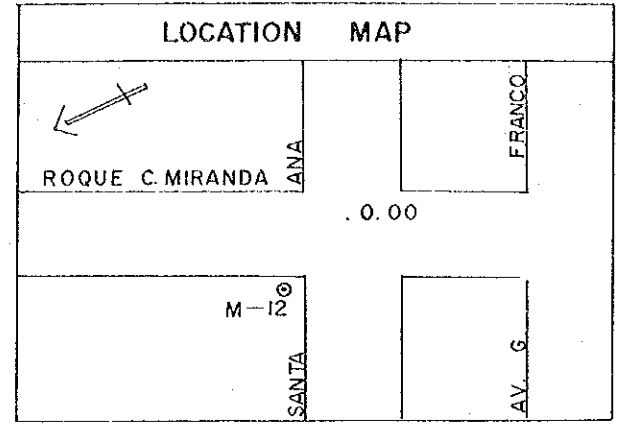 LOCATION MAP
FRANCO
ANA
ROQUE C. MIRANDA
. 0.00
M-12
SANTA
AV. G.